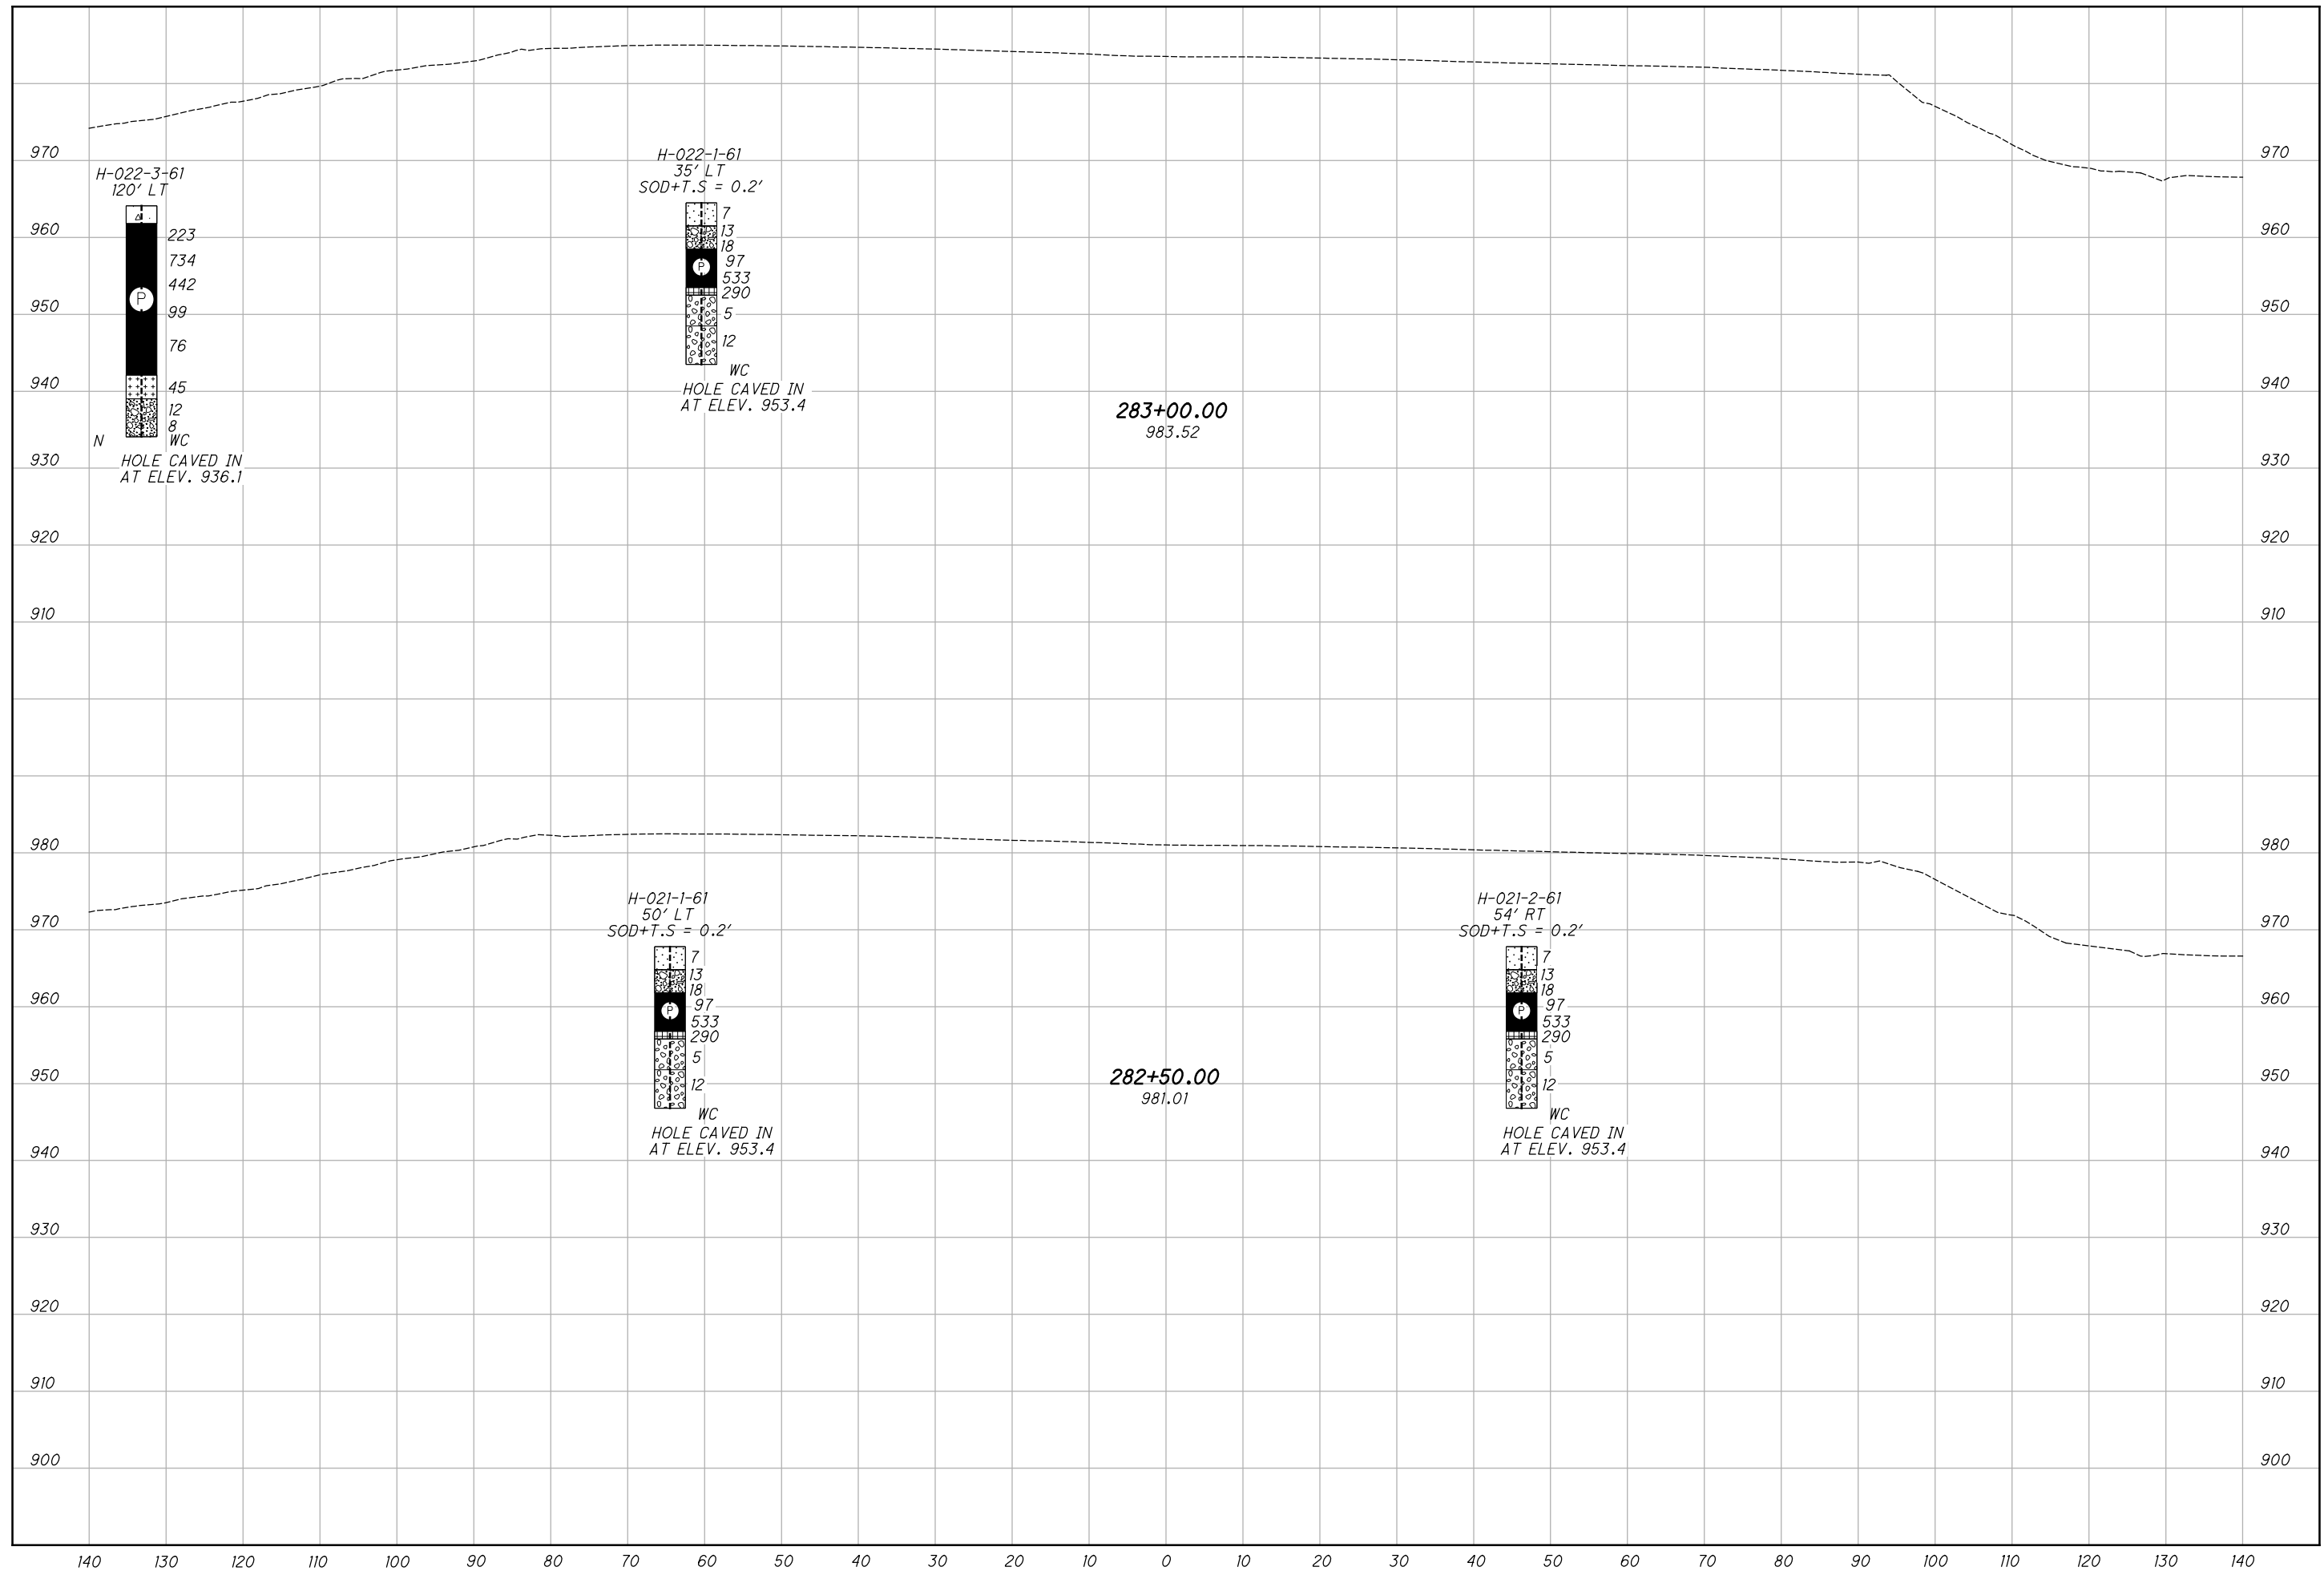 970 970
H-022-3-61
120' LT
H-022-1-61
35' LT
SOD+T.S = 0.2'
7
13
18
97
533
290
5
12
WC
HOLE CAVED IN
AT ELEV. 953.4
960 960
223
734
442
99
76
45
12
8
P
P
N WC
HOLE CAVED IN
AT ELEV. 936.1
950 950
940 940
283+00.00
983.52
930 930
920 920
910 910
980 980
970 970
H-021-1-61
50' LT
SOD+T.S = 0.2'
7
13
18
97
533
290
5
12
P
WC
HOLE CAVED IN
AT ELEV. 953.4
H-021-2-61
54' RT
SOD+T.S = 0.2'
7
13
18
97
533
290
5
12
P
WC
HOLE CAVED IN
AT ELEV. 953.4
960 960
950 950
282+50.00
981.01
940 940
930 930
920 920
910 910
900 900
140 130 120 110 100 90 80 70 60 50 40 30 20 10 0 10 20 30 40 50 60 70 80 90 100 110 120 130 140